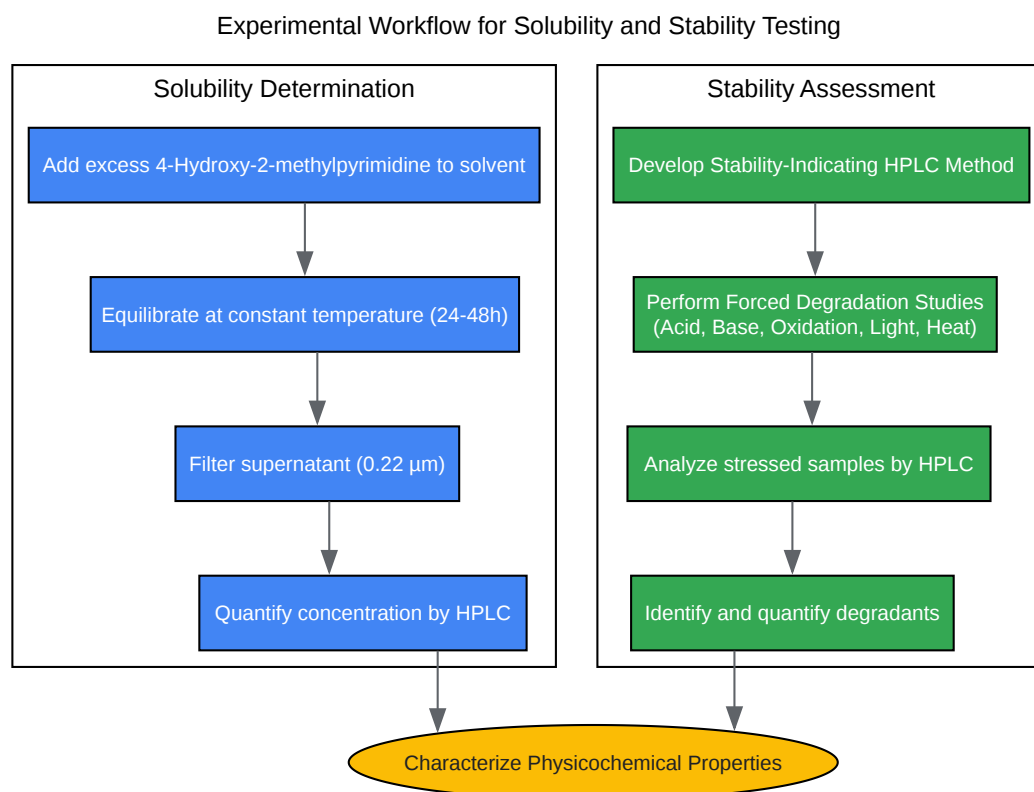 Experimental Workflow for Solubility and Stability Testing
Solubility Determination
Add excess 4-Hydroxy-2-methylpyrimidine to solvent
Equilibrate at constant temperature (24-48h)
Filter supernatant (0.22 µm)
Quantify concentration by HPLC
Stability Assessment
Develop Stability-Indicating HPLC Method
Perform Forced Degradation Studies
(Acid, Base, Oxidation, Light, Heat)
Analyze stressed samples by HPLC
Identify and quantify degradants
Characterize Physicochemical Properties